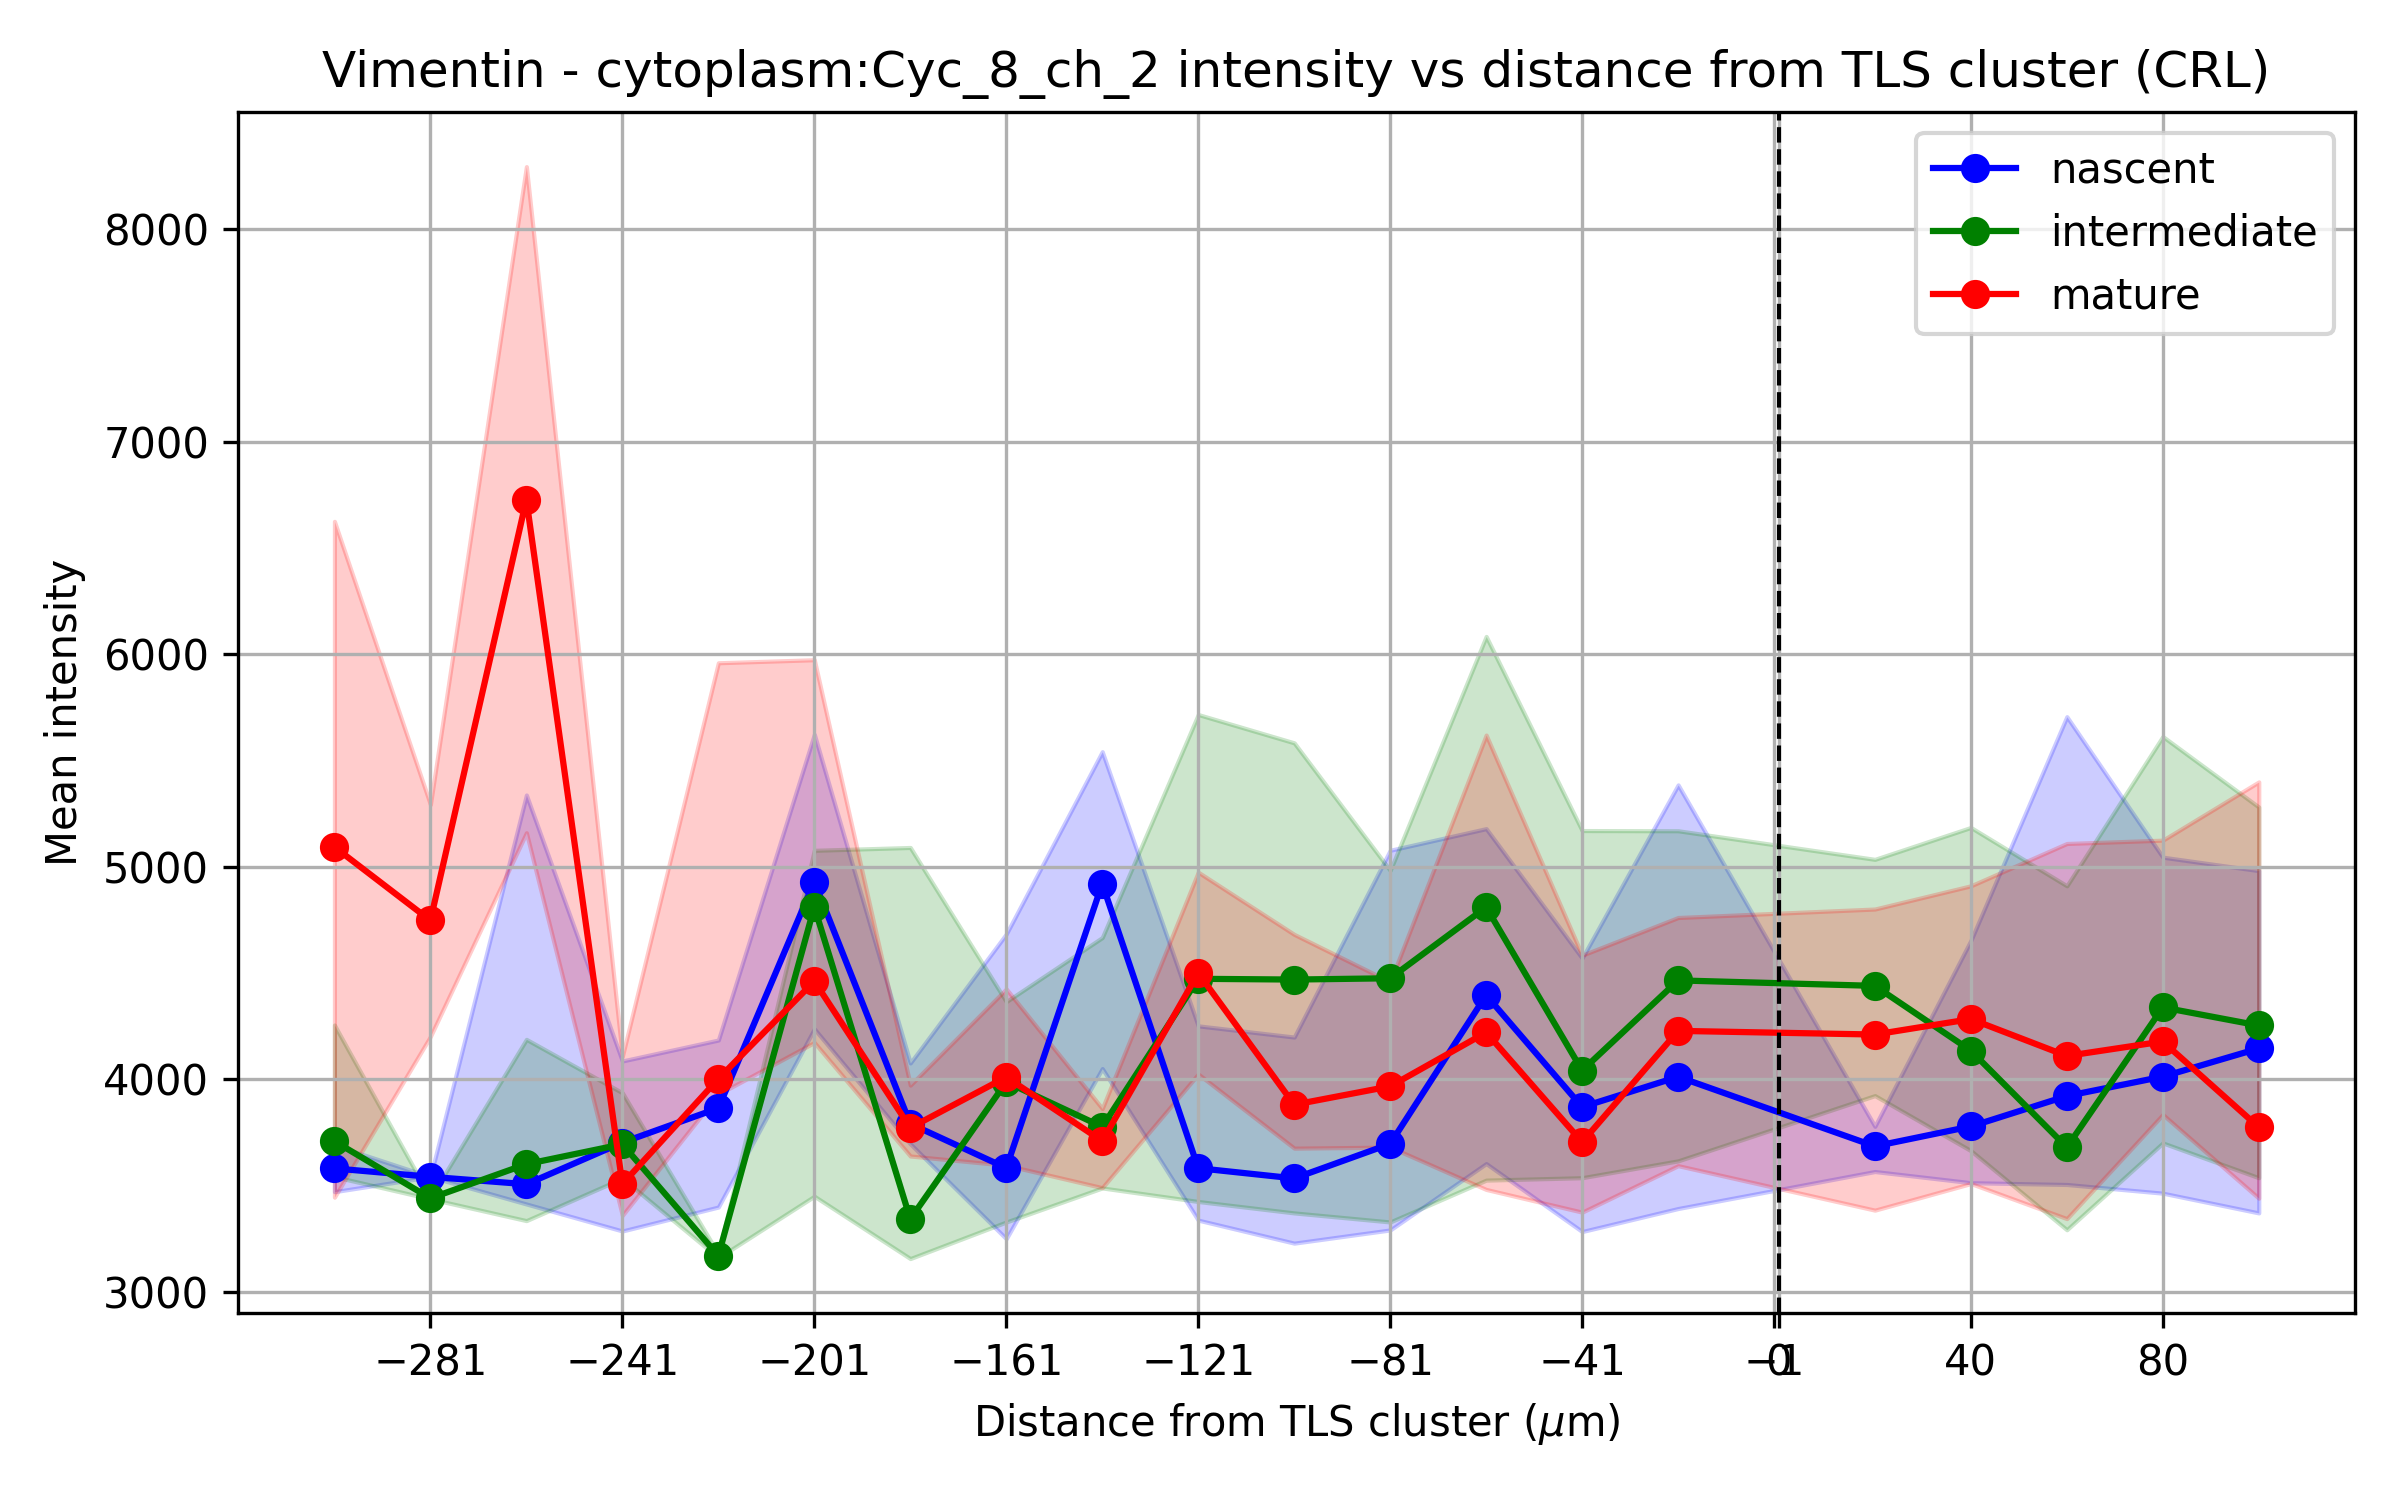 Vimentin - cytoplasm:Cyc_8_ch_2 intensity vs distance from TLS cluster (CRL)
nascent
intermediate
mature
8000
7000
6000
5000
4000
3000
Mean intensity
−281 −241 −201 −161 −121 −81 −41 −1 0 40 80
Distance from TLS cluster (μm)